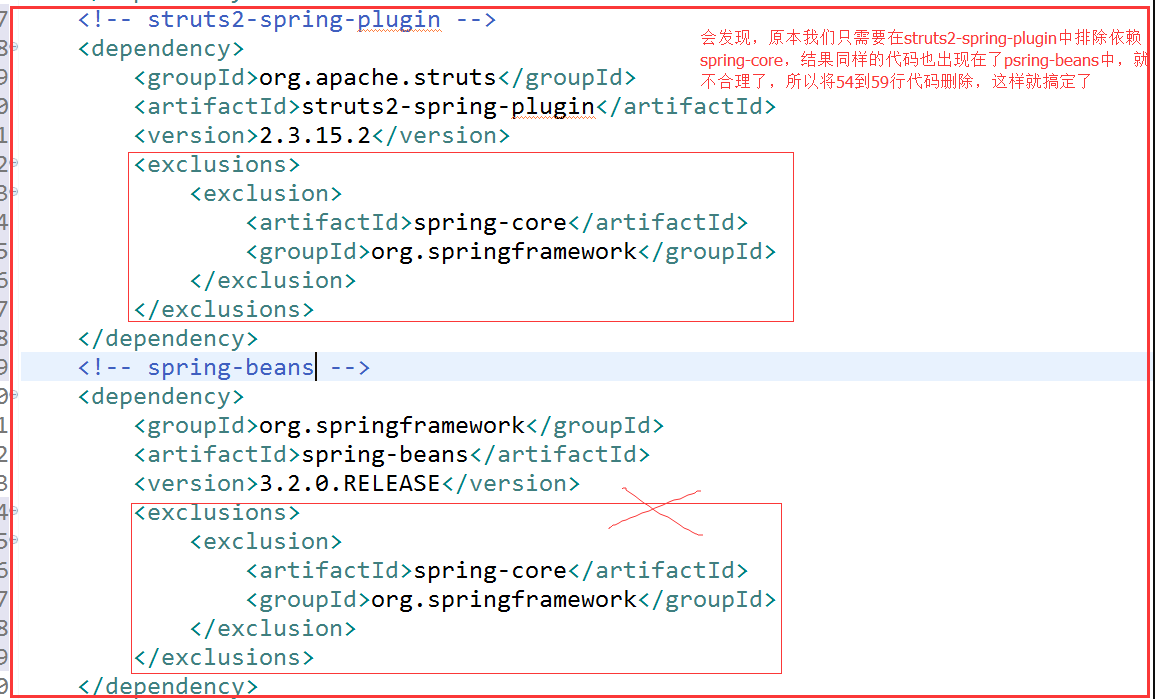 7 <!-- struts2-spring-plugin -->
8 <dependency>
9 <groupId>org.apache.struts</groupId>
0 <artifactId>struts2-spring-plugin</artifactId>
1 <version>2.3.15.2</version>
2 <exclusions>
3 <exclusion>
4 <artifactId>spring-core</artifactId>
5 <groupId>org.springframework</groupId>
6 </exclusion>
7 </exclusions>
8 </dependency>
9 <!-- spring-beans -->
0 <dependency>
1 <groupId>org.springframework</groupId>
2 <artifactId>spring-beans</artifactId>
3 <version>3.2.0.RELEASE</version>
4 <exclusions>
5 <exclusion>
6 <artifactId>spring-core</artifactId>
7 <groupId>org.springframework</groupId>
8 </exclusion>
9 </exclusions>
0 </dependency>
会发现，原本我们只需要在struts2-spring-plugin中排除依赖
spring-core，结果同样的代码也出现在了psring-beans中，就
不合理了，所以将54到59行代码删除，这样就搞定了